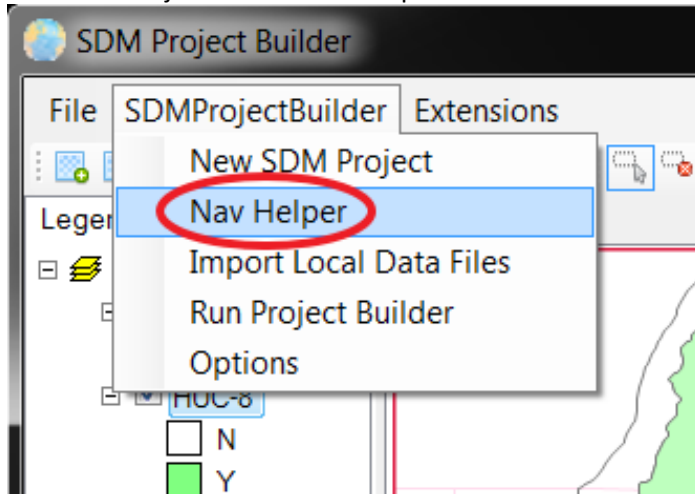 SDM Project Builder
File SDMProjectBuilder Extensions
New SDM Project
Nav Helper
Import Local Data Files
Run Project Builder
Options
HUC-8
N
Y